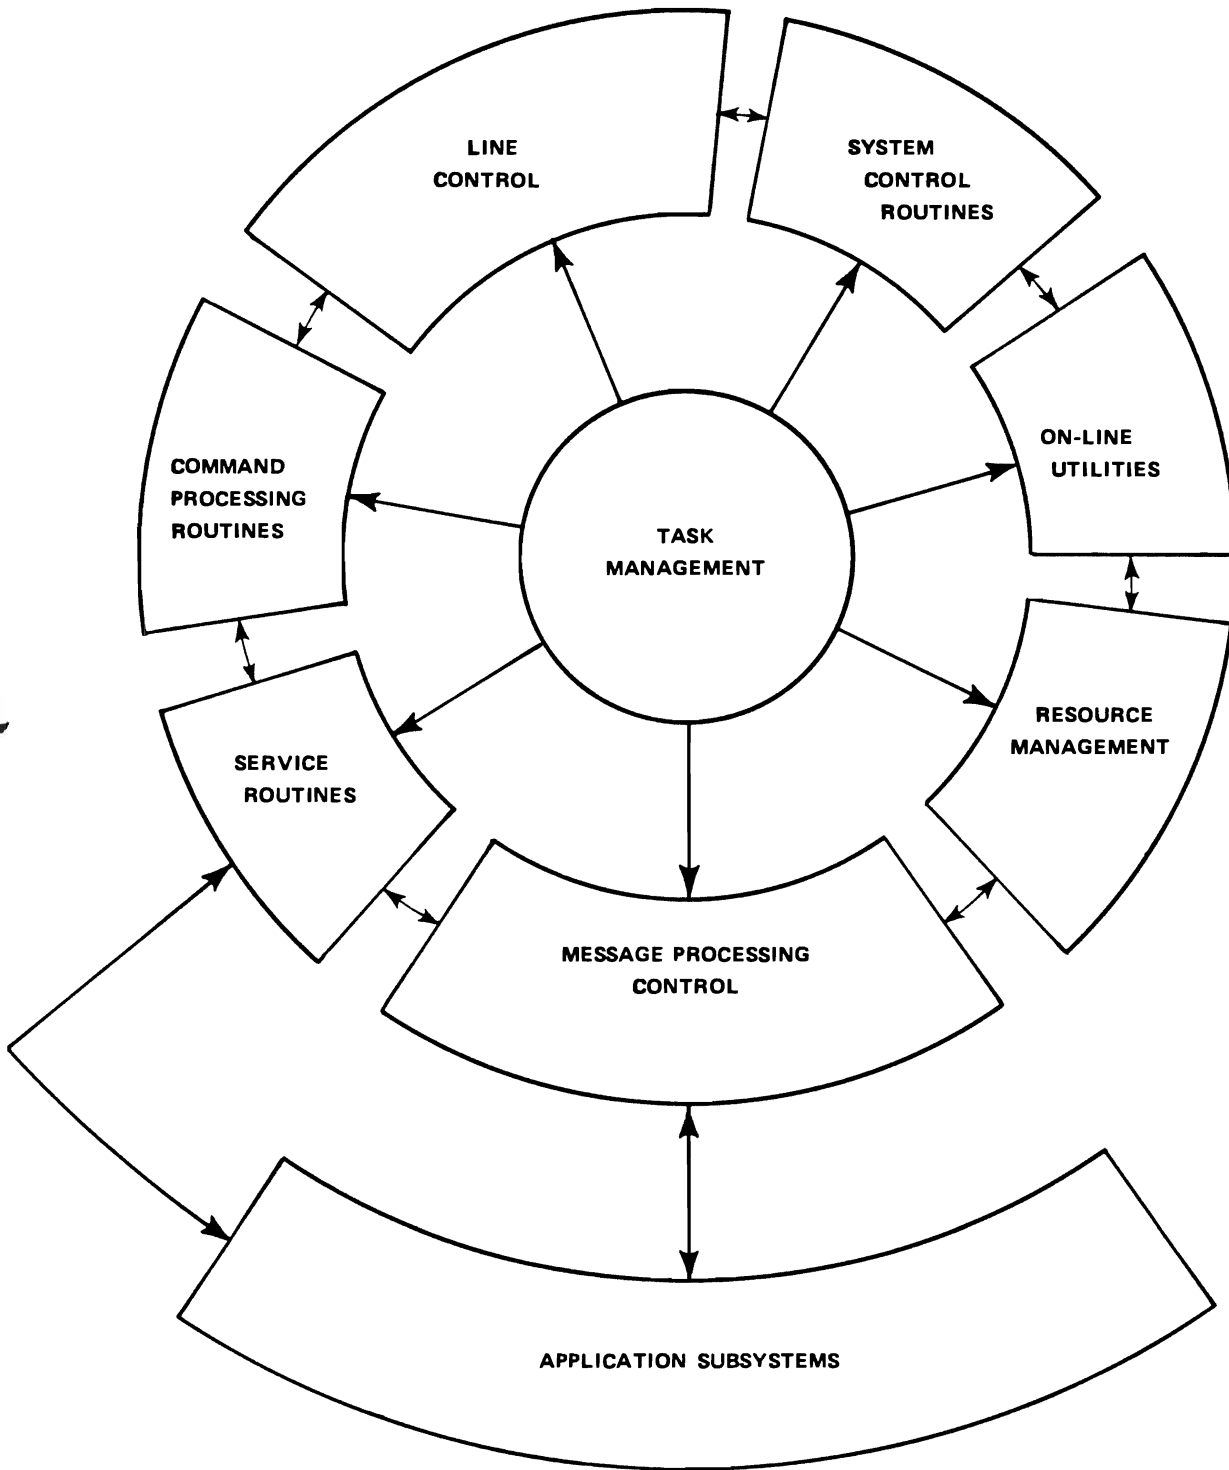 LINE
CONTROL
SYSTEM
CONTROL
ROUTINES
COMMAND
PROCESSING
ROUTINES
ON-LINE
UTILITIES
TASK
MANAGEMENT
SERVICE
ROUTINES
RESOURCE
MANAGEMENT
MESSAGE PROCESSING
CONTROL
APPLICATION SUBSYSTEMS